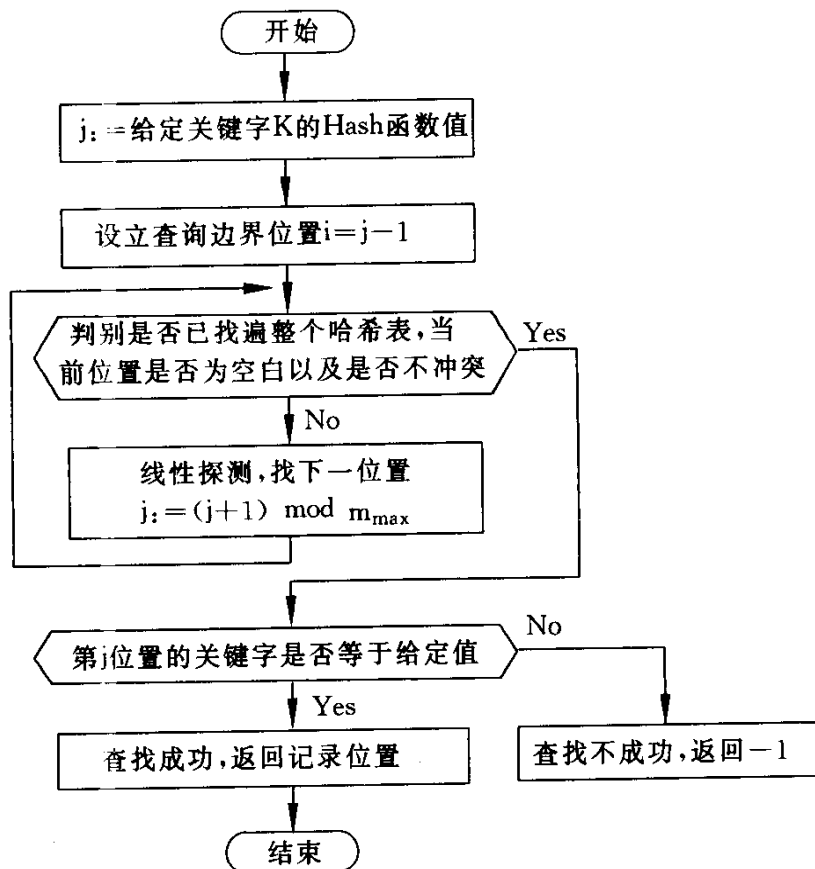 开始
j:=给定关键字K的Hash函数值
设立查询边界位置i=j-1
判别是否已找遍整个哈希表,当
前位置是否为空白以及是否不冲突
Yes
No
线性探测,找下一位置
j:=(j+1) mod mmax
第j位置的关键字是否等于给定值
No
Yes
查找成功,返回记录位置
查找不成功,返回-1
结束